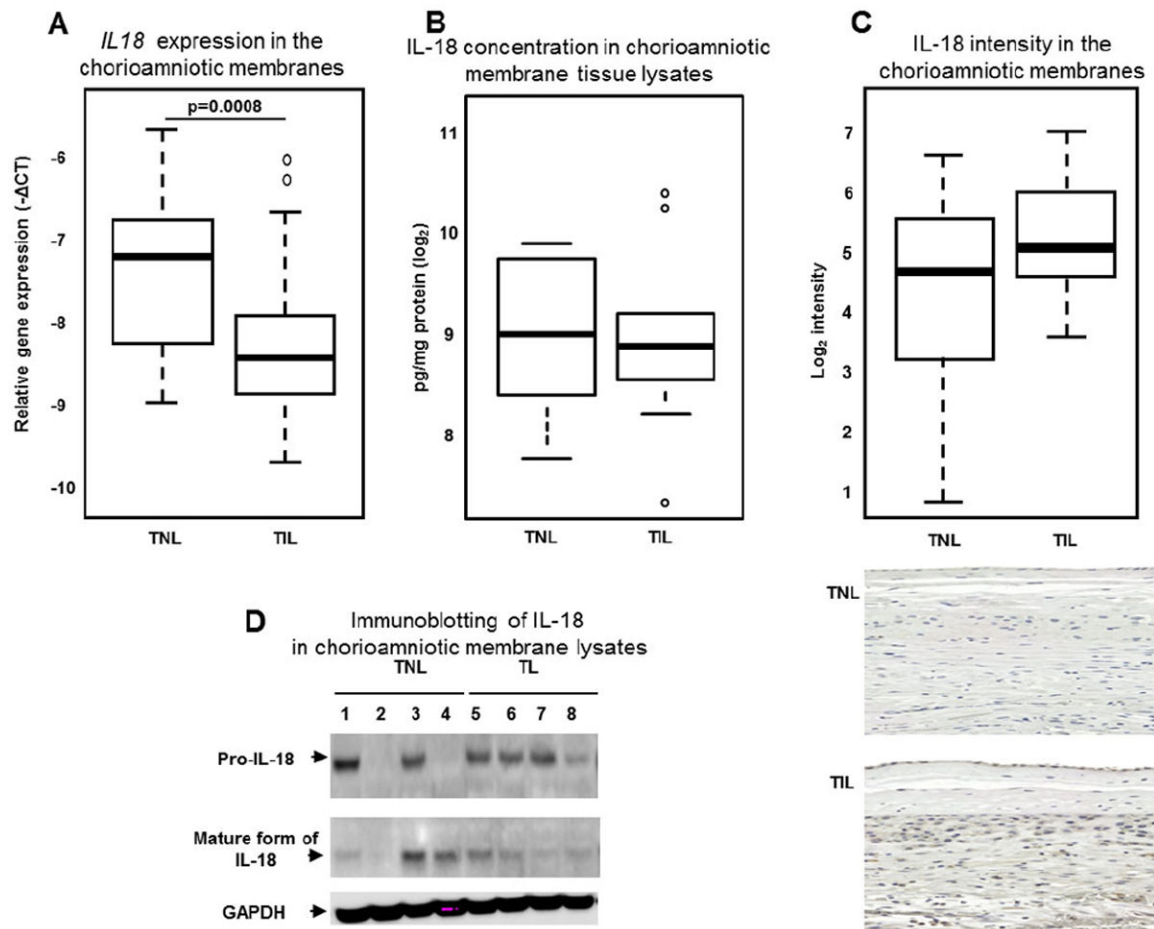 A
IL18 expression in the
chorioamniotic membranes
p=0.0008
Relative gene expression (-ΔCT)
-6
-7
-8
-9
-10
TNL TIL
B
IL-18 concentration in chorioamniotic
membrane tissue lysates
pg/mg protein (log₂)
11
10
9
8
TNL TIL
C
IL-18 intensity in the
chorioamniotic membranes
Log₂ intensity
7
6
5
4
3
2
1
TNL TIL
TNL
TIL
D
Immunoblotting of IL-18
in chorioamniotic membrane lysates
TNL TL
1 2 3 4 5 6 7 8
Pro-IL-18
Mature form of
IL-18
GAPDH